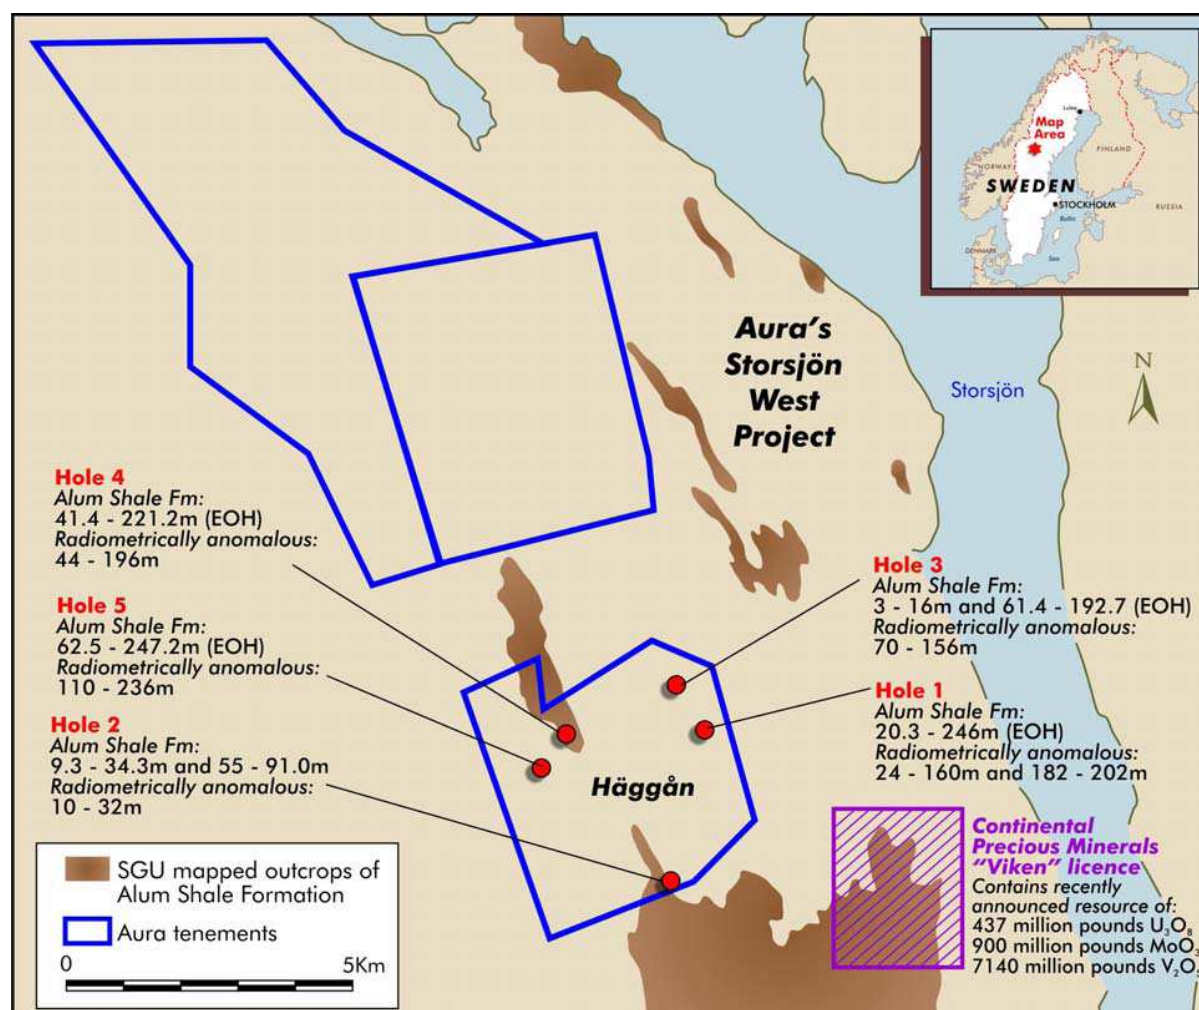 Luleå
Map
Area
FINLAND
NORWAY
SWEDEN
STOCKHOLM
RUSSIA
Baltic
DENMARK
Sea
Aura's
Storsjön
West
Project
N
Storsjön
Hole 4
Alum Shale Fm:
41.4 - 221.2m (EOH)
Radiometrically anomalous:
44 - 196m
Hole 5
Alum Shale Fm:
62.5 - 247.2m (EOH)
Radiometrically anomalous:
110 - 236m
Hole 2
Alum Shale Fm:
9.3 - 34.3m and 55 - 91.0m
Radiometrically anomalous:
10 - 32m
Hole 3
Alum Shale Fm:
3 - 16m and 61.4 - 192.7 (EOH)
Radiometrically anomalous:
70 - 156m
Hole 1
Alum Shale Fm:
20.3 - 246m (EOH)
Radiometrically anomalous:
24 - 160m and 182 - 202m
Häggån
Continental
Precious Minerals
"Viken" licence
Contains recently
announced resource of:
437 million pounds U₃O₈
900 million pounds MoO₃
7140 million pounds V₂O₅
SGU mapped outcrops of
Alum Shale Formation
Aura tenements
0 5Km